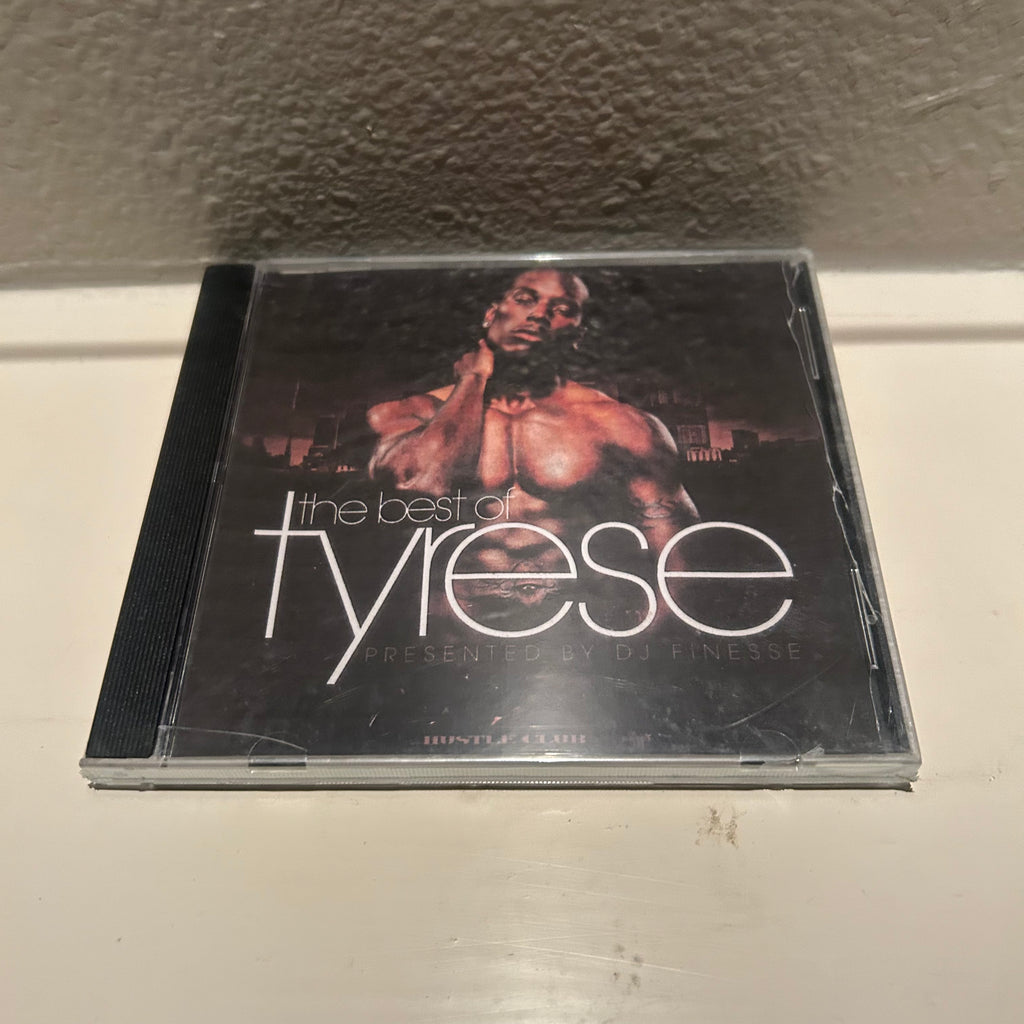 the best of
tyrese
PRESENTED BY DJ FINESSE
HUSTLE CLUB